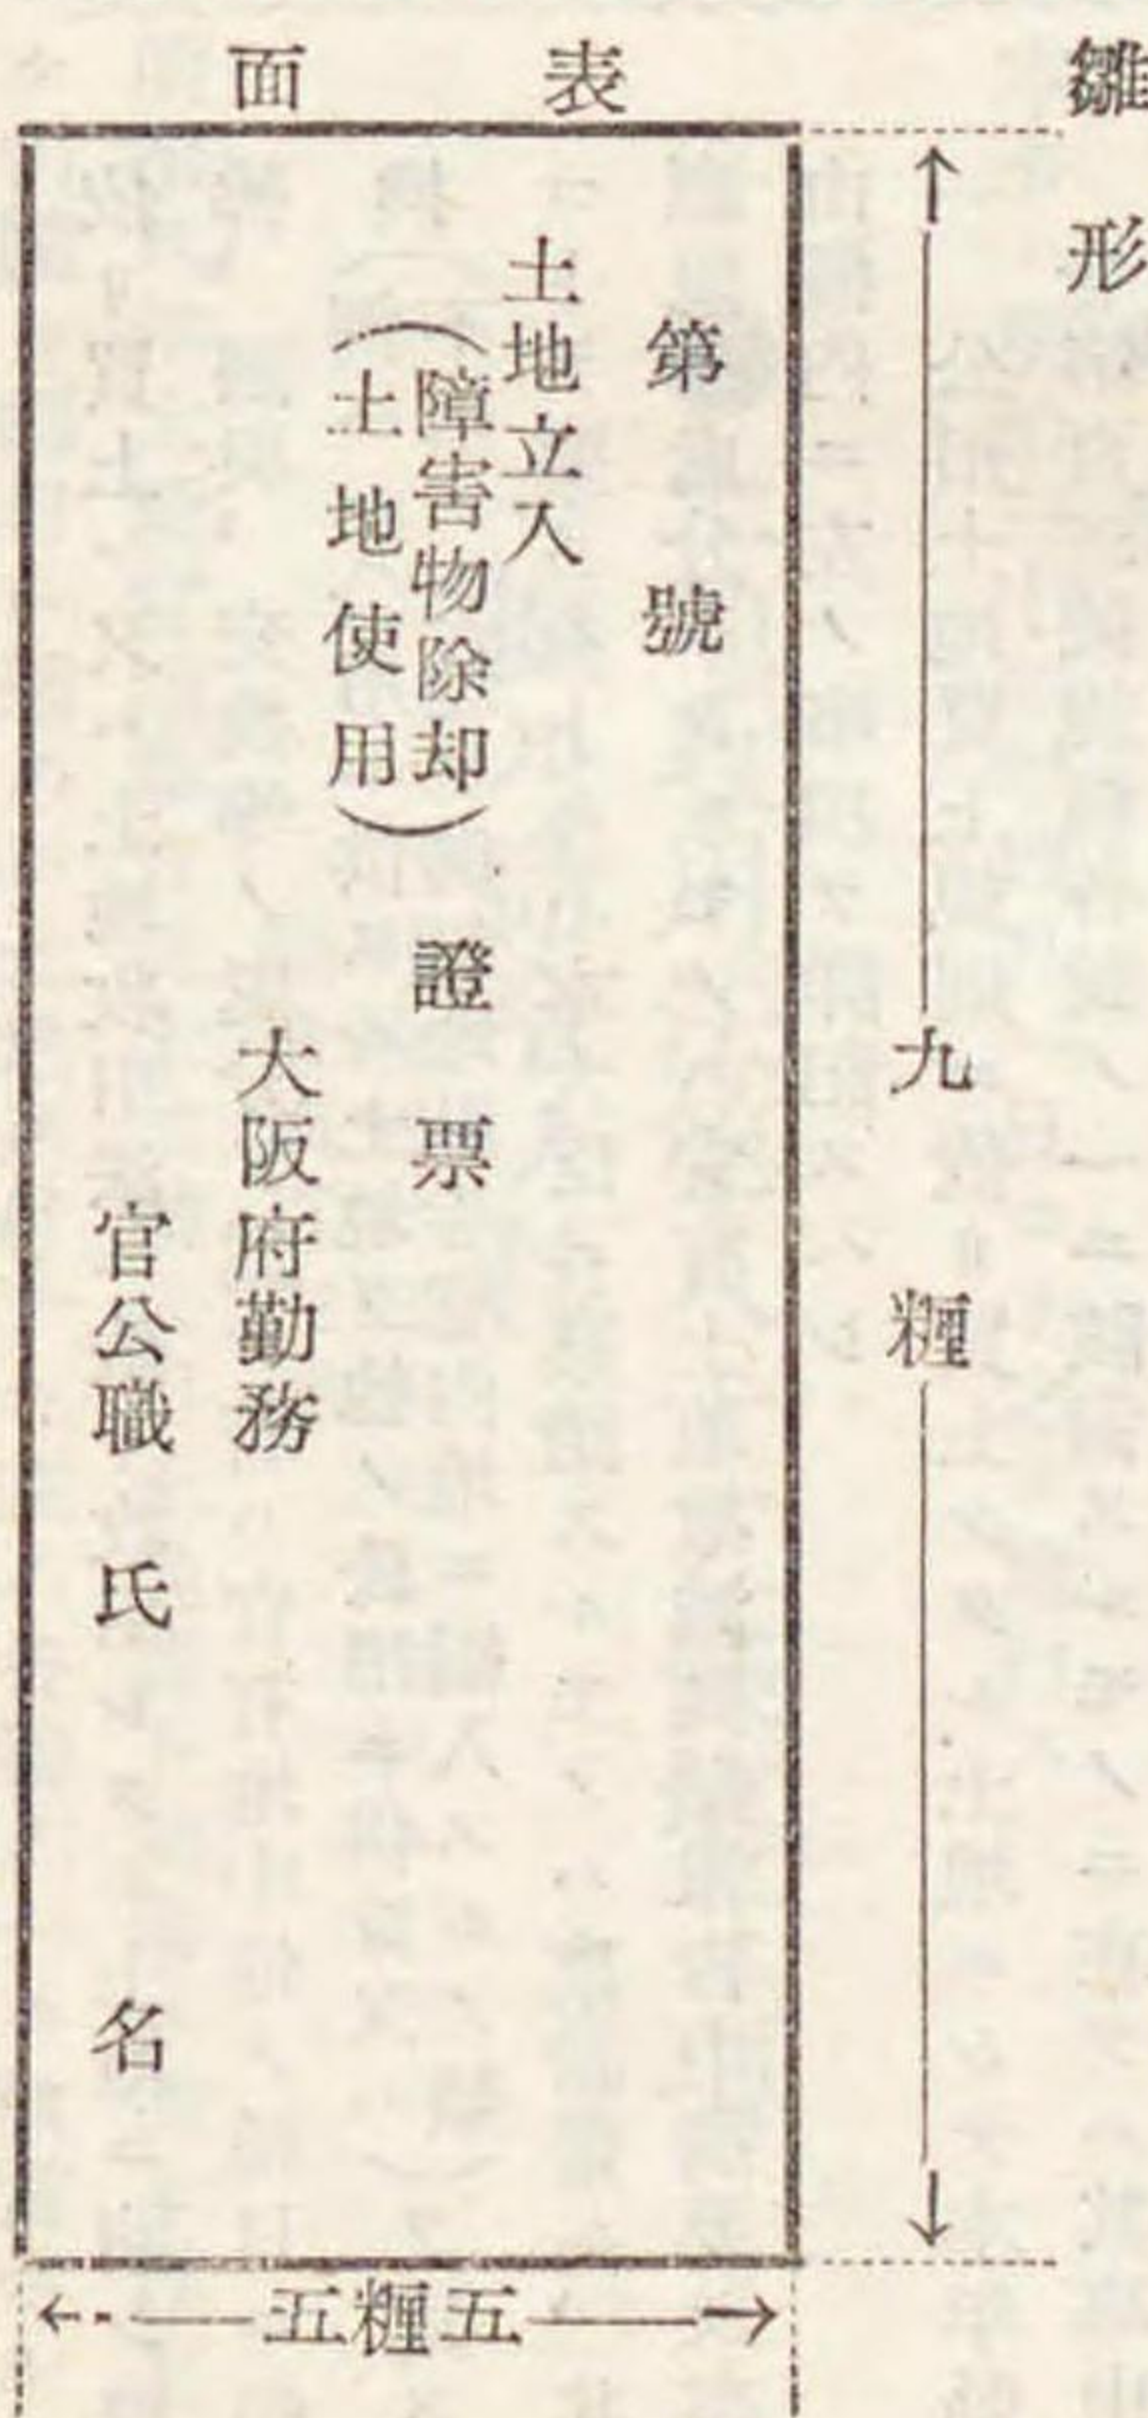 雛形
表面
九糎
第號
土地立入
(障害物除却
土地使用)
證票
大阪府勤務
官公職氏名
五糎五